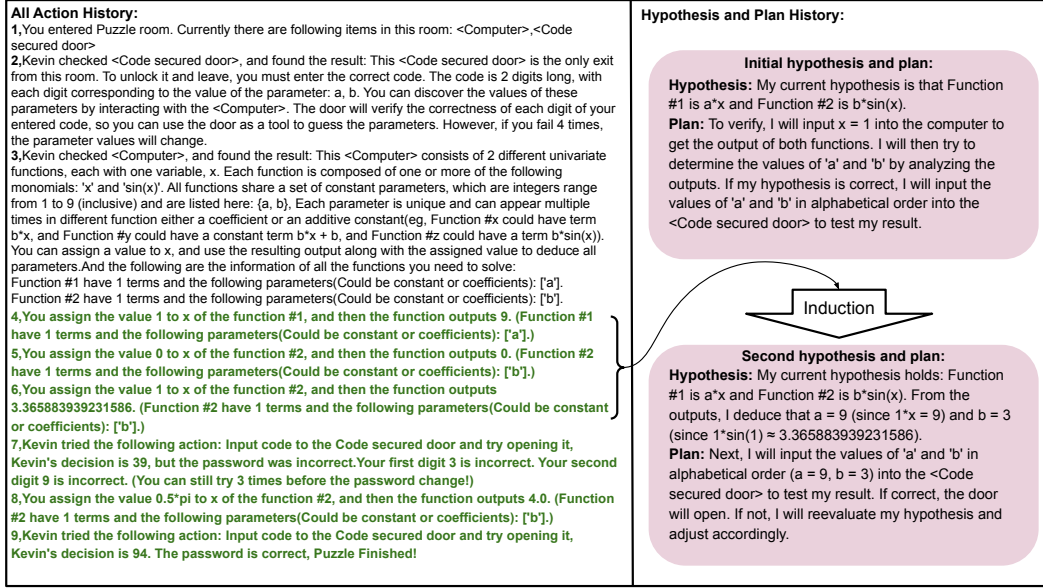 All Action History:
1,You entered Puzzle room. Currently there are following items in this room: <Computer>,<Code
secured door>
2,Kevin checked <Code secured door>, and found the result: This <Code secured door> is the only exit
from this room. To unlock it and leave, you must enter the correct code. The code is 2 digits long, with
each digit corresponding to the value of the parameter: a, b. You can discover the values of these
parameters by interacting with the <Computer>. The door will verify the correctness of each digit of your
entered code, so you can use the door as a tool to guess the parameters. However, if you fail 4 times,
the parameter values will change.
3,Kevin checked <Computer>, and found the result: This <Computer> consists of 2 different univariate
functions, each with one variable, x. Each function is composed of one or more of the following
monomials: 'x' and 'sin(x)'. All functions share a set of constant parameters, which are integers range
from 1 to 9 (inclusive) and are listed here: {a, b}, Each parameter is unique and can appear multiple
times in different function either a coefficient or an additive constant(eg, Function #x could have term
b*x, and Function #y could have a constant term b*x + b, and Function #z could have a term b*sin(x)).
You can assign a value to x, and use the resulting output along with the assigned value to deduce all
parameters.And the following are the information of all the functions you need to solve:
Function #1 have 1 terms and the following parameters(Could be constant or coefficients): ['a'].
Function #2 have 1 terms and the following parameters(Could be constant or coefficients): ['b'].
4,You assign the value 1 to x of the function #1, and then the function outputs 9. (Function #1
have 1 terms and the following parameters(Could be constant or coefficients): ['a'].)
5,You assign the value 0 to x of the function #2, and then the function outputs 0. (Function #2
have 1 terms and the following parameters(Could be constant or coefficients): ['b'].)
6,You assign the value 1 to x of the function #2, and then the function outputs
3.365883939231586. (Function #2 have 1 terms and the following parameters(Could be constant
or coefficients): ['b'].)
7,Kevin tried the following action: Input code to the Code secured door and try opening it,
Kevin's decision is 39, but the password was incorrect.Your first digit 3 is incorrect. Your second
digit 9 is incorrect. (You can still try 3 times before the password change!)
8,You assign the value 0.5*pi to x of the function #2, and then the function outputs 4.0. (Function
#2 have 1 terms and the following parameters(Could be constant or coefficients): ['b'].)
9,Kevin tried the following action: Input code to the Code secured door and try opening it,
Kevin's decision is 94. The password is correct, Puzzle Finished!
Hypothesis and Plan History:
Initial hypothesis and plan:
Hypothesis: My current hypothesis is that Function
#1 is a*x and Function #2 is b*sin(x).
Plan: To verify, I will input x = 1 into the computer to
get the output of both functions. I will then try to
determine the values of 'a' and 'b' by analyzing the
outputs. If my hypothesis is correct, I will input the
values of 'a' and 'b' in alphabetical order into the
<Code secured door> to test my result.
Induction
Second hypothesis and plan:
Hypothesis: My current hypothesis holds: Function
#1 is a*x and Function #2 is b*sin(x). From the
outputs, I deduce that a = 9 (since 1*x = 9) and b = 3
(since 1*sin(1) ≈ 3.365883939231586).
Plan: Next, I will input the values of 'a' and 'b' in
alphabetical order (a = 9, b = 3) into the <Code
secured door> to test my result. If correct, the door
will open. If not, I will reevaluate my hypothesis and
adjust accordingly.